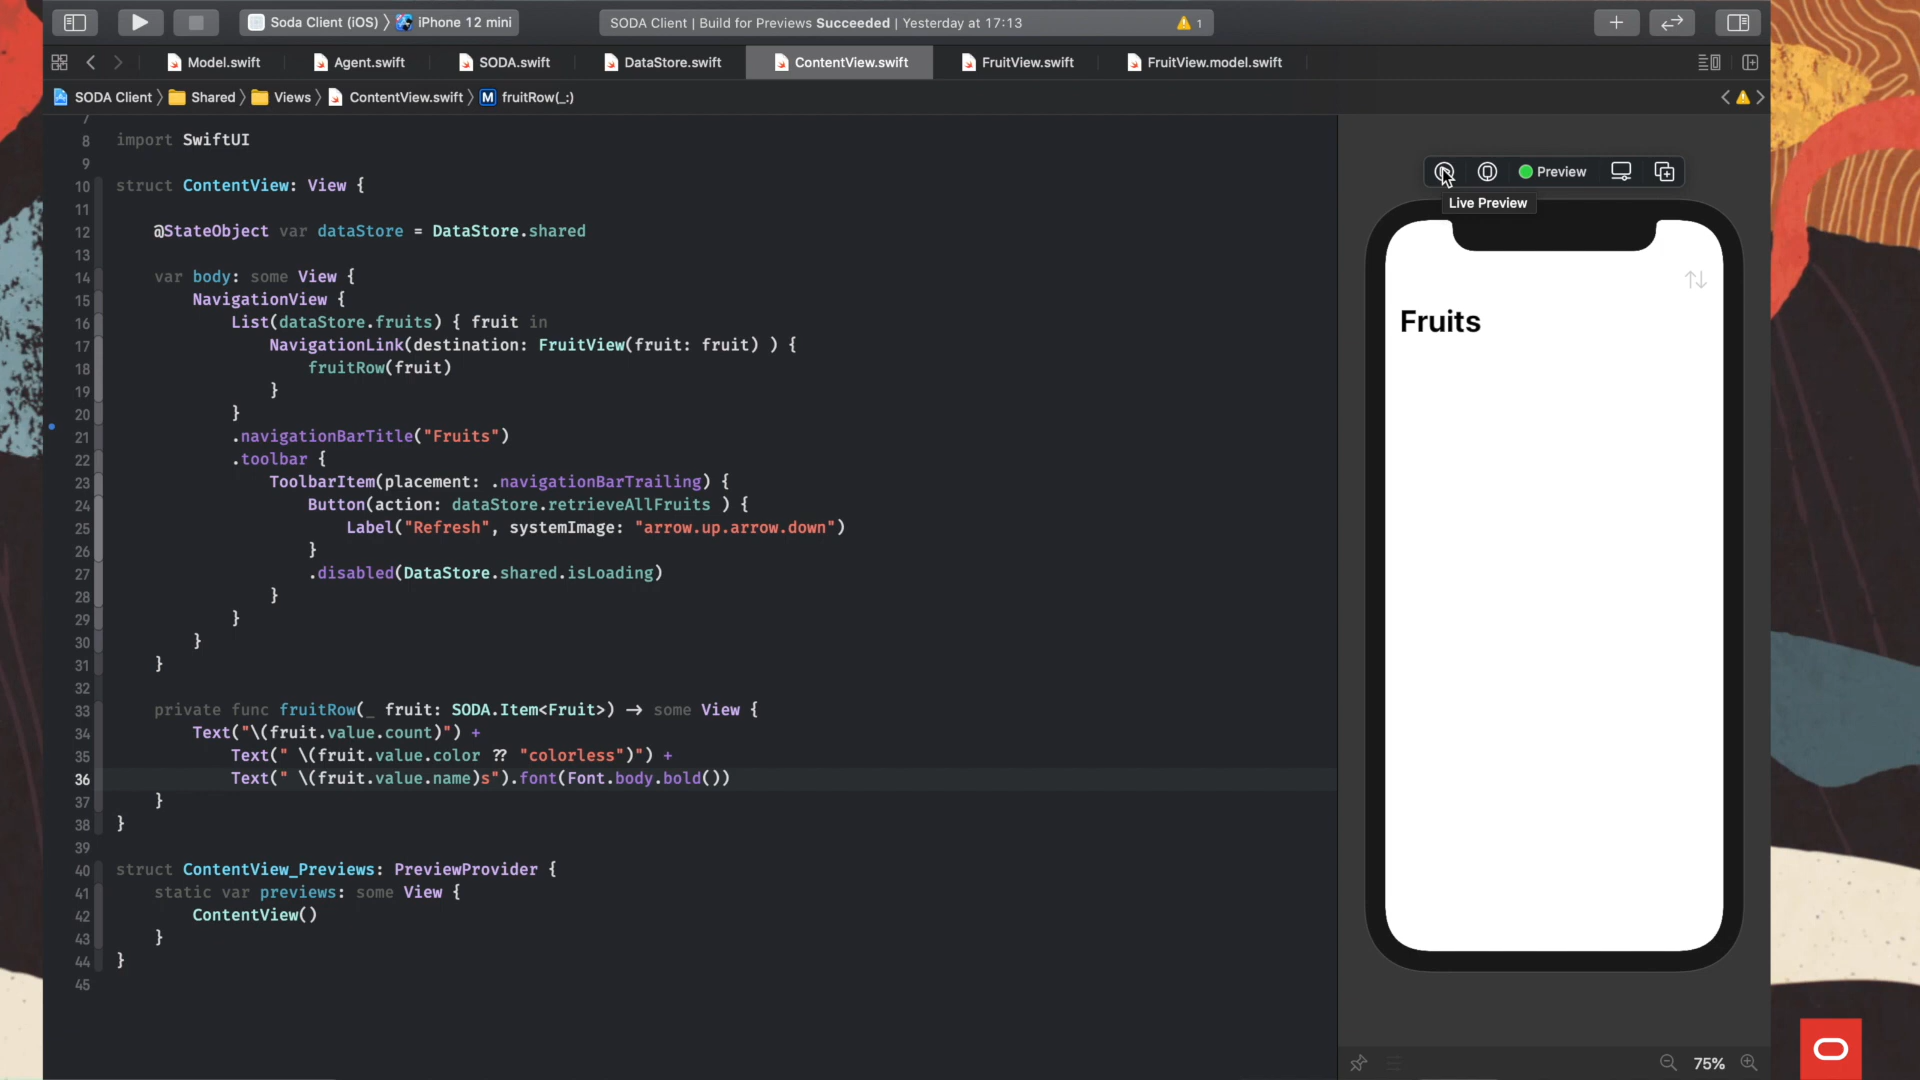 Soda Client (iOS) 〉 iPhone 12 mini
SODA Client | Build for Previews Succeeded | Yesterday at 17:13
1
Model.swift
Agent.swift
SODA.swift
DataStore.swift
ContentView.swift
FruitView.swift
FruitView.model.swift
SODA Client 〉 Shared 〉 Views 〉 ContentView.swift 〉 M fruitRow(_:)
7
8 import SwiftUI
9
10 struct ContentView: View {
11
12 @StateObject var dataStore = DataStore.shared
13
14 var body: some View {
15 NavigationView {
16 List(dataStore.fruits) { fruit in
17 NavigationLink(destination: FruitView(fruit: fruit) ) {
18 fruitRow(fruit)
19 }
20 }
21 .navigationBarTitle("Fruits")
22 .toolbar {
23 ToolbarItem(placement: .navigationBarTrailing) {
24 Button(action: dataStore.retrieveAllFruits ) {
25 Label("Refresh", systemImage: "arrow.up.arrow.down")
26 }
27 .disabled(DataStore.shared.isLoading)
28 }
29 }
30 }
31 }
32
33 private func fruitRow(_ fruit: SODA.Item<Fruit>) → some View {
34 Text("\(fruit.value.count)") +
35 Text(" \(fruit.value.color ?? "colorless")") +
36 Text(" \(fruit.value.name)s").font(Font.body.bold())
37 }
38 }
39
40 struct ContentView_Previews: PreviewProvider {
41 static var previews: some View {
42 ContentView()
43 }
44 }
45
Preview
Live Preview
Fruits
75%